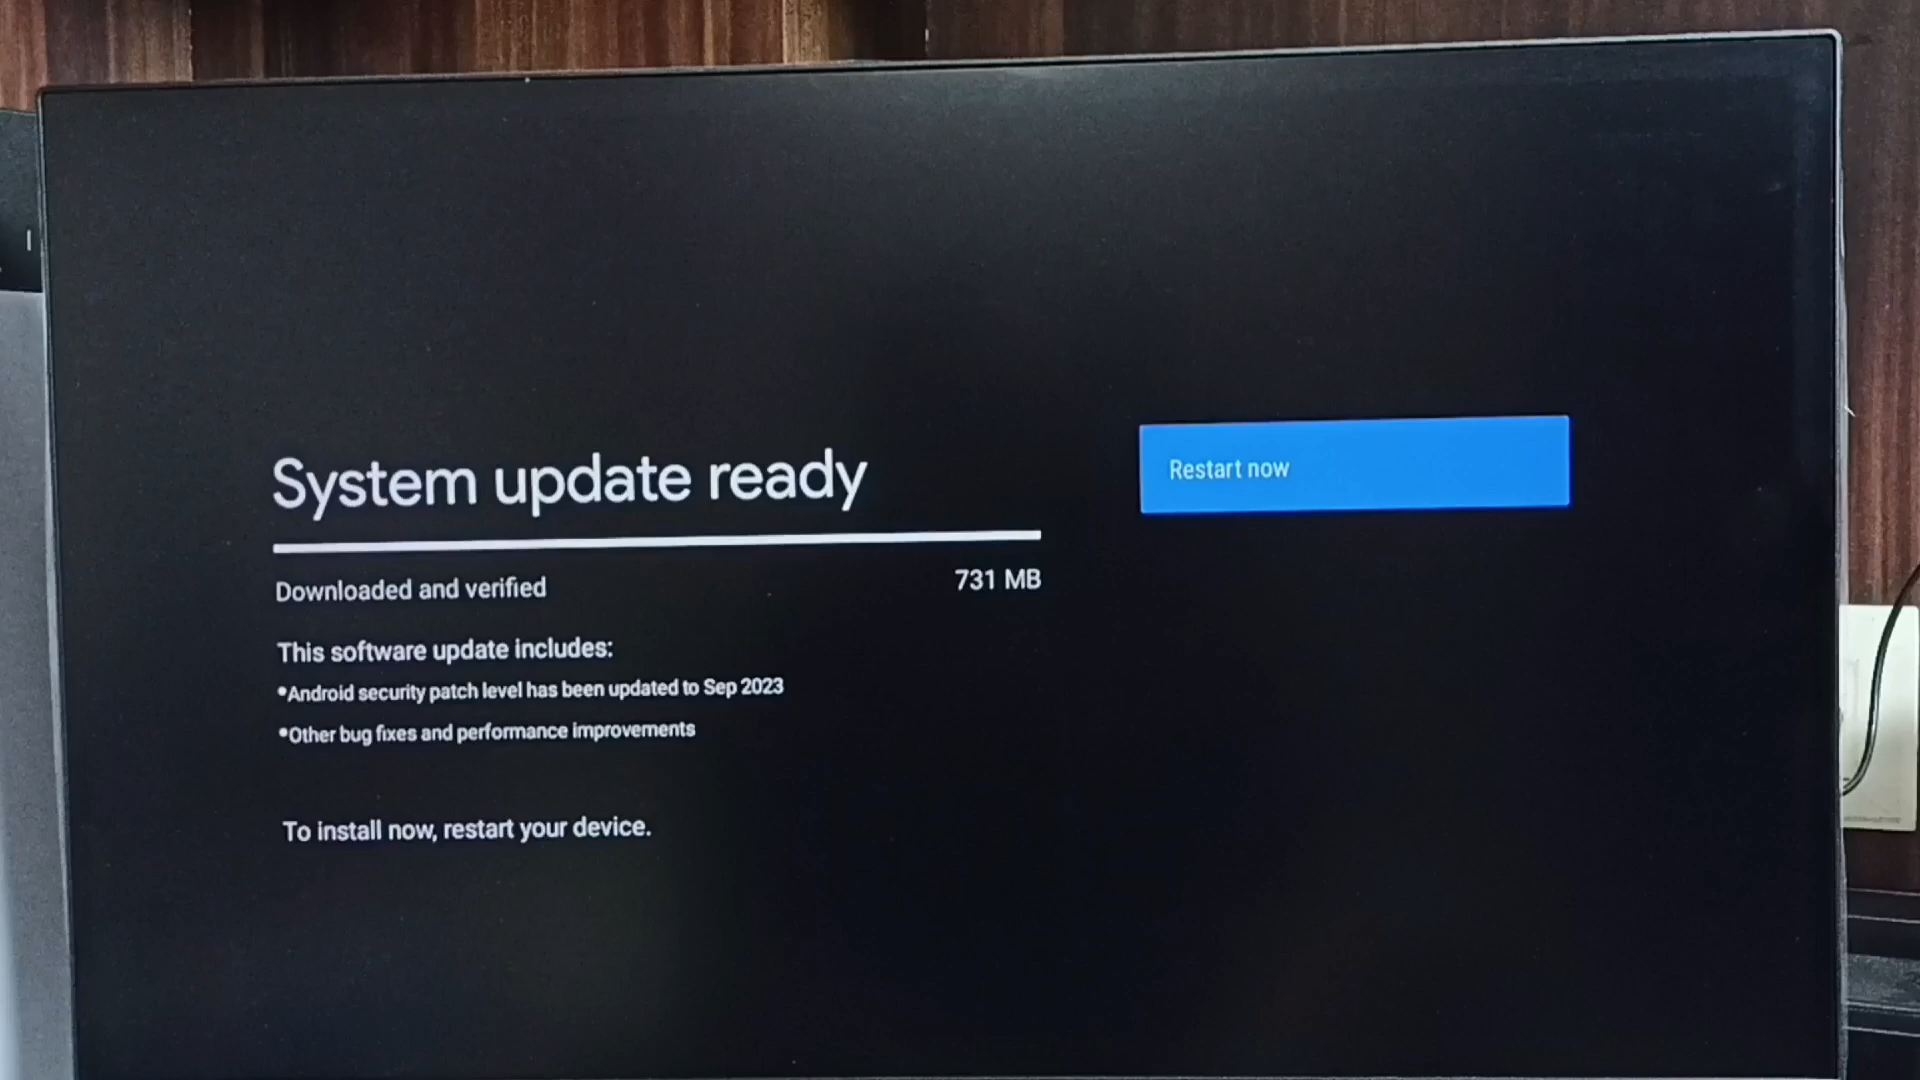 System update ready
Restart now
Downloaded and verified
731 MB
This software update includes:
•Android security patch level has been updated to Sep 2023
•Other bug fixes and performance improvements
To install now, restart your device.